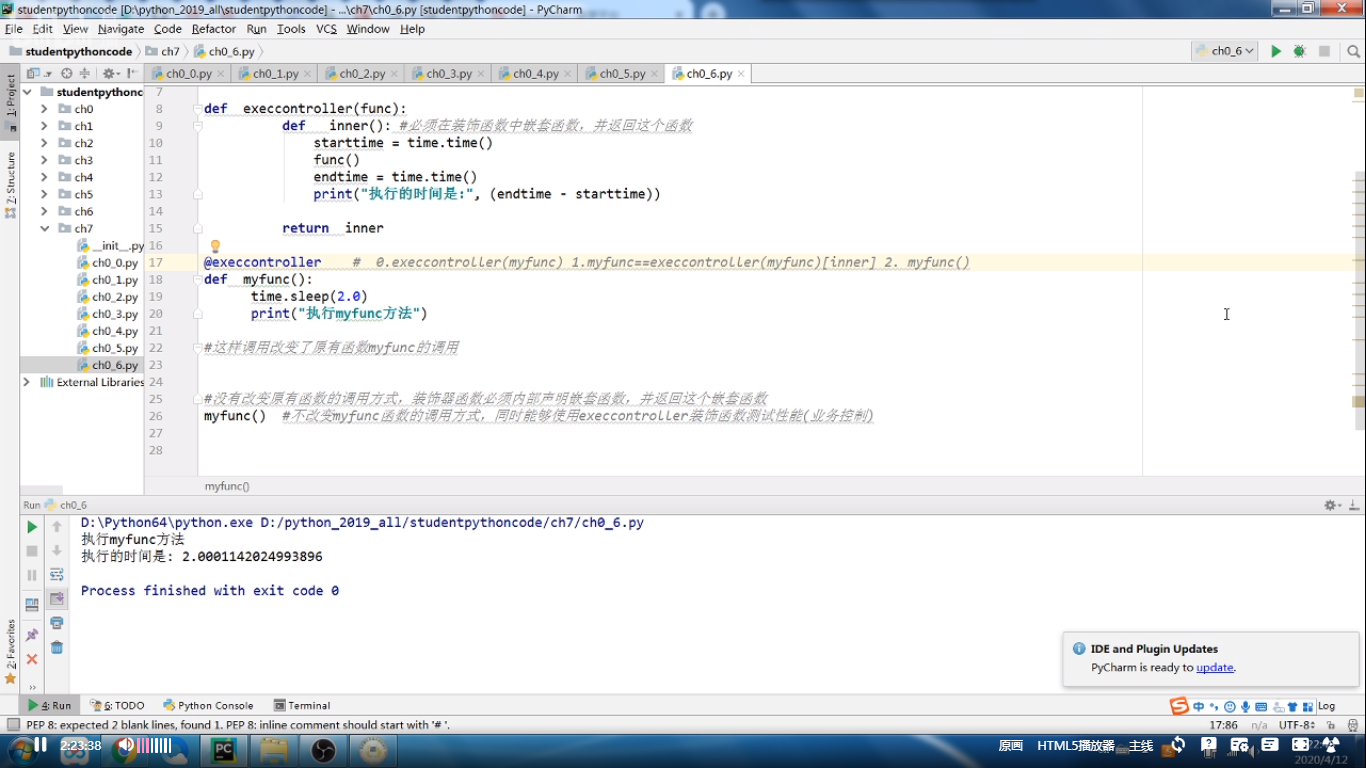 studentpythoncode [D:\python_2019_all\studentpythoncode] - ...\ch7\ch0_6.py [studentpythoncode] - PyCharm
File Edit View Navigate Code Refactor Run Tools VCS Window Help
studentpythoncode ch7 ch0_6.py ch0_6
ch0_0.py ch0_1.py ch0_2.py ch0_3.py ch0_4.py ch0_5.py ch0_6.py
1: Project
Z: Structure
2: Favorites
studentpythonc
ch0
ch1
ch2
ch3
ch4
ch5
ch6
ch7
__init__.py
ch0_0.py
ch0_1.py
ch0_2.py
ch0_3.py
ch0_4.py
ch0_5.py
ch0_6.py
External Libraries
7
8 def execcontroller(func):
9 def inner(): #必须在装饰函数中嵌套函数，并返回这个函数
10 starttime = time.time()
11 func()
12 endtime = time.time()
13 print("执行的时间是:", (endtime - starttime))
14
15 return inner
16
17 @execcontroller # 0.execcontroller(myfunc) 1.myfunc==execcontroller(myfunc)[inner] 2. myfunc()
18 def myfunc():
19 time.sleep(2.0)
20 print("执行myfunc方法")
21
22 #这样调用改变了原有函数myfunc的调用
23
24
25 #没有改变原有函数的调用方式，装饰器函数必须内部声明嵌套函数，并返回这个嵌套函数
26 myfunc() #不改变myfunc函数的调用方式，同时能够使用execcontroller装饰函数测试性能(业务控制)
27
28
myfunc()
Run ch0_6
D:\Python64\python.exe D:/python_2019_all/studentpythoncode/ch7/ch0_6.py
执行myfunc方法
执行的时间是: 2.0001142024993896
Process finished with exit code 0
IDE and Plugin Updates
PyCharm is ready to update.
4: Run 6: TODO Python Console Terminal
中
Log
PEP 8: expected 2 blank lines, found 1. PEP 8: inline comment should start with '# '.
17:86 n/a UTF-8
2:23:38
原画 HTML5播放器 主线
2020/4/12